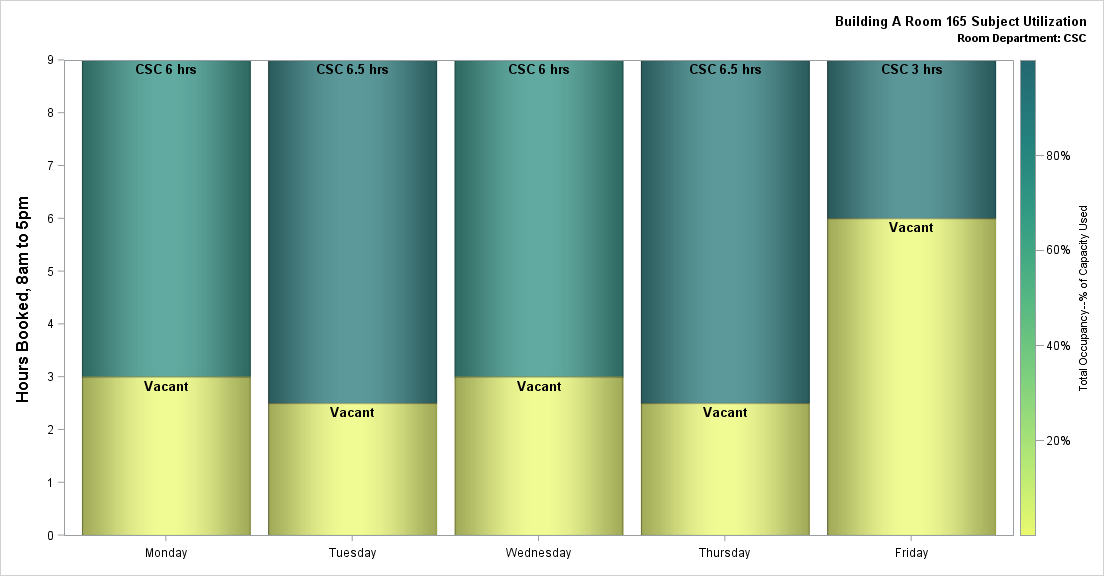 Building A Room 165 Subject Utilization
Room Department: CSC
Hours Booked, 8am to 5pm
9
8
7
6
5
4
3
2
1
0
CSC 6 hrs
Vacant
CSC 6.5 hrs
Vacant
CSC 6 hrs
Vacant
CSC 6.5 hrs
Vacant
CSC 3 hrs
Vacant
Monday
Tuesday
Wednesday
Thursday
Friday
80%
60%
40%
20%
Total Occupancy--% of Capacity Used